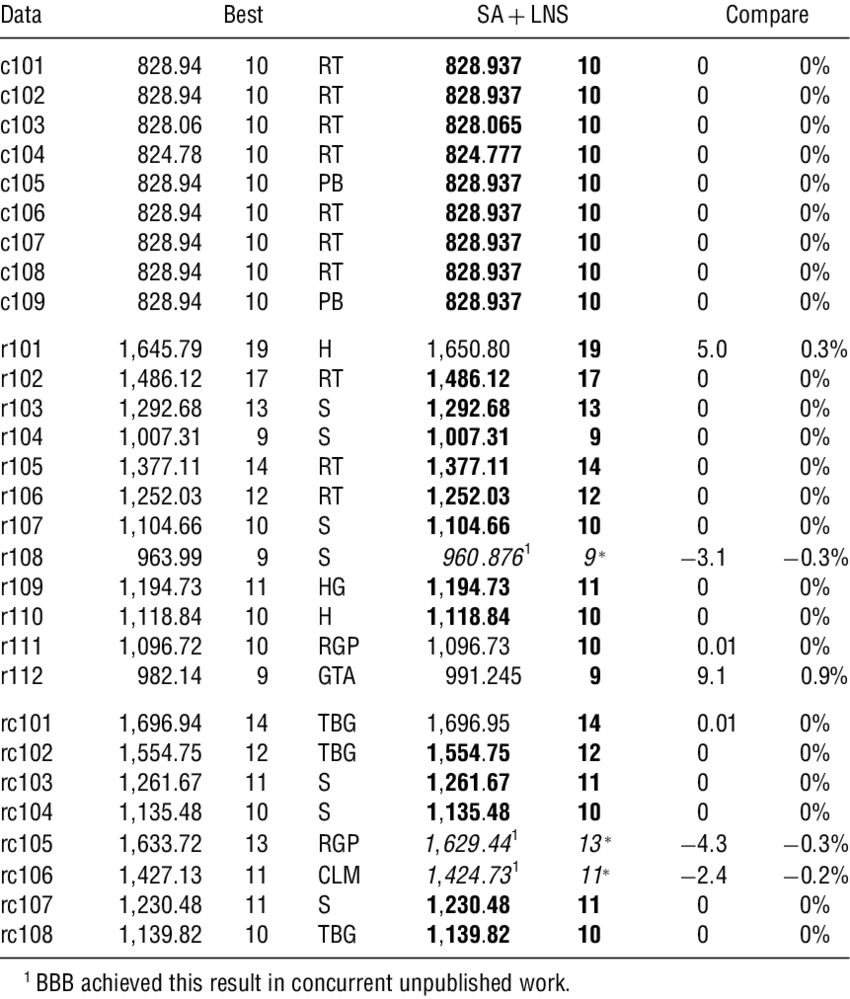 Data Best SA + LNS Compare
c101 828.94 10 RT 828.937 10 0 0%
c102 828.94 10 RT 828.937 10 0 0%
c103 828.06 10 RT 828.065 10 0 0%
c104 824.78 10 RT 824.777 10 0 0%
c105 828.94 10 PB 828.937 10 0 0%
c106 828.94 10 RT 828.937 10 0 0%
c107 828.94 10 RT 828.937 10 0 0%
c108 828.94 10 RT 828.937 10 0 0%
c109 828.94 10 PB 828.937 10 0 0%
r101 1,645.79 19 H 1,650.80 19 5.0 0.3%
r102 1,486.12 17 RT 1,486.12 17 0 0%
r103 1,292.68 13 S 1,292.68 13 0 0%
r104 1,007.31 9 S 1,007.31 9 0 0%
r105 1,377.11 14 RT 1,377.11 14 0 0%
r106 1,252.03 12 RT 1,252.03 12 0 0%
r107 1,104.66 10 S 1,104.66 10 0 0%
r108 963.99 9 S 960.876¹ 9* −3.1 −0.3%
r109 1,194.73 11 HG 1,194.73 11 0 0%
r110 1,118.84 10 H 1,118.84 10 0 0%
r111 1,096.72 10 RGP 1,096.73 10 0.01 0%
r112 982.14 9 GTA 991.245 9 9.1 0.9%
rc101 1,696.94 14 TBG 1,696.95 14 0.01 0%
rc102 1,554.75 12 TBG 1,554.75 12 0 0%
rc103 1,261.67 11 S 1,261.67 11 0 0%
rc104 1,135.48 10 S 1,135.48 10 0 0%
rc105 1,633.72 13 RGP 1,629.44¹ 13* −4.3 −0.3%
rc106 1,427.13 11 CLM 1,424.73¹ 11* −2.4 −0.2%
rc107 1,230.48 11 S 1,230.48 11 0 0%
rc108 1,139.82 10 TBG 1,139.82 10 0 0%
¹ BBB achieved this result in concurrent unpublished work.